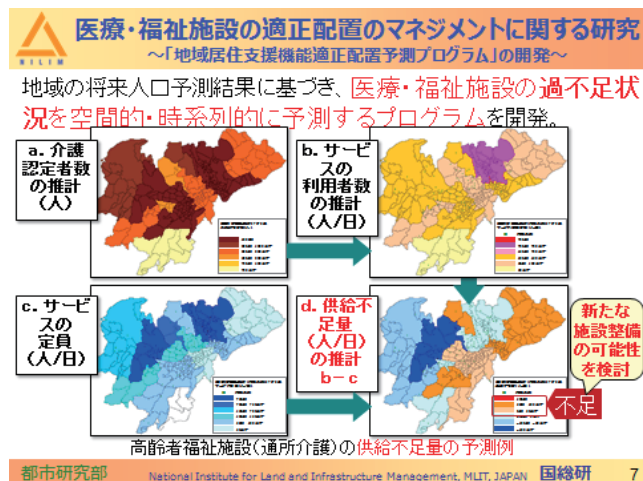 医療・福祉施設の適正配置のマネジメントに関する研究
～「地域居住支援機能適正配置予測プログラム」の開発～
NILIM
地域の将来人口予測結果に基づき、医療・福祉施設の過不足状
況を空間的・時系列的に予測するプログラムを開発。
a. 介護
認定者数
の推計
(人)
b. サービ
スの
利用者数
の推計
(人/日)
c. サービ
スの
定員
(人/日)
d. 供給不
足量
(人/日)
の推計
b－c
新たな
施設整備
の可能性
を検討
不足
高齢者福祉施設(通所介護)の供給不足量の予測例
都市研究部
National Institute for Land and Infrastructure Management, MLIT, JAPAN
国総研
7